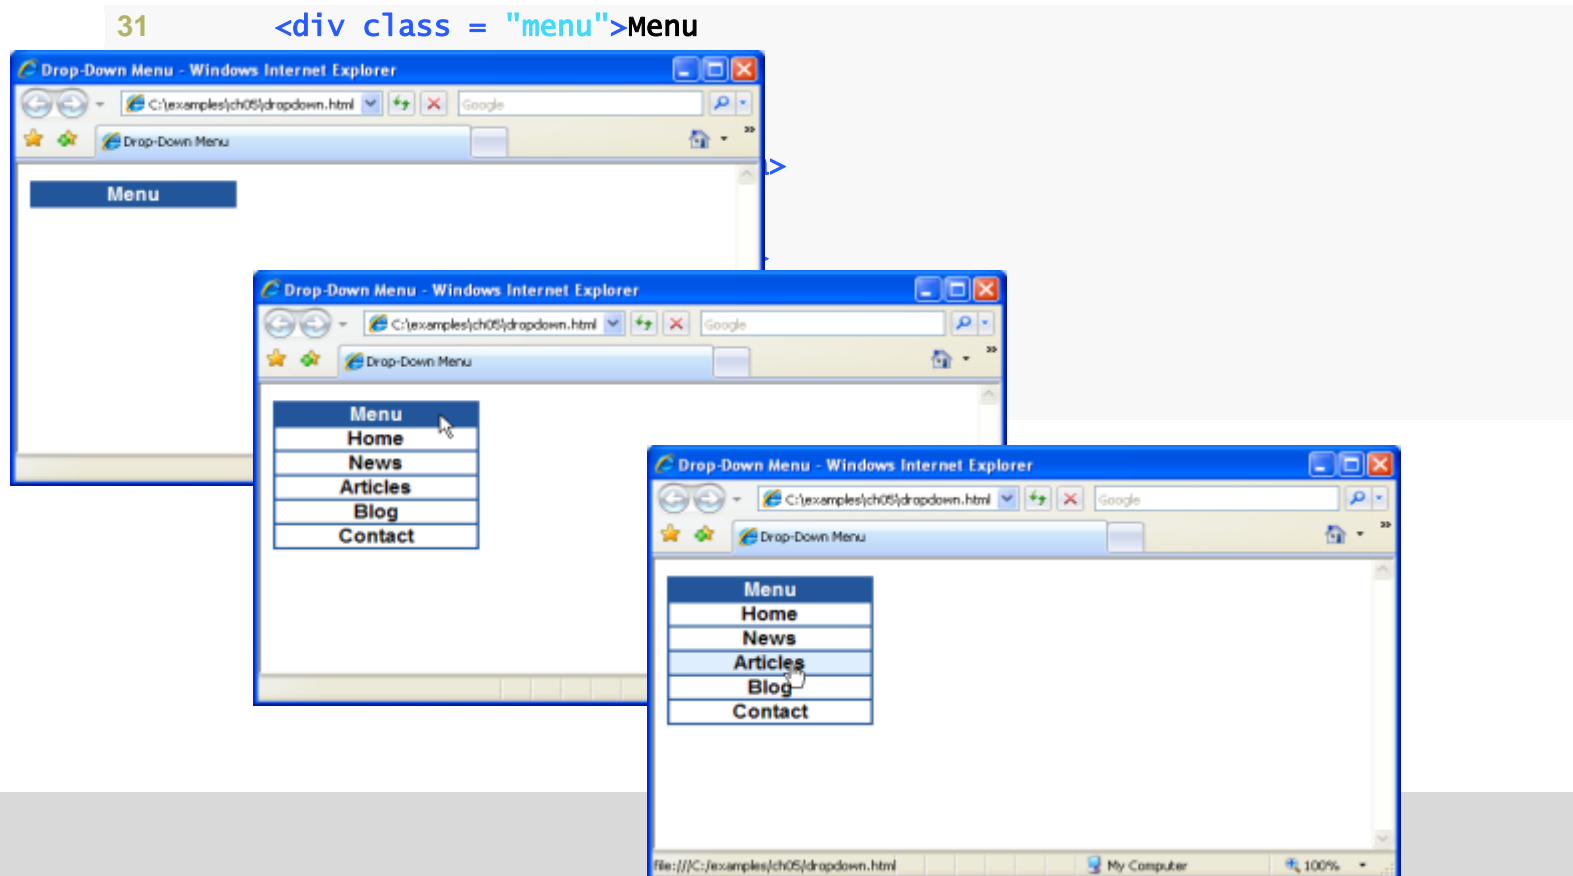 31 <div class = "menu">Menu
Drop-Down Menu - Windows Internet Explorer
C:\examples\ch05\dropdown.html
Google
Drop-Down Menu
Menu
>
Drop-Down Menu - Windows Internet Explorer
C:\examples\ch05\dropdown.html
Google
Drop-Down Menu
Menu
Home
News
Articles
Blog
Contact
Drop-Down Menu - Windows Internet Explorer
C:\examples\ch05\dropdown.html
Google
Drop-Down Menu
Menu
Home
News
Articles
Blog
Contact
file:///C:/examples/ch05/dropdown.html My Computer 100%